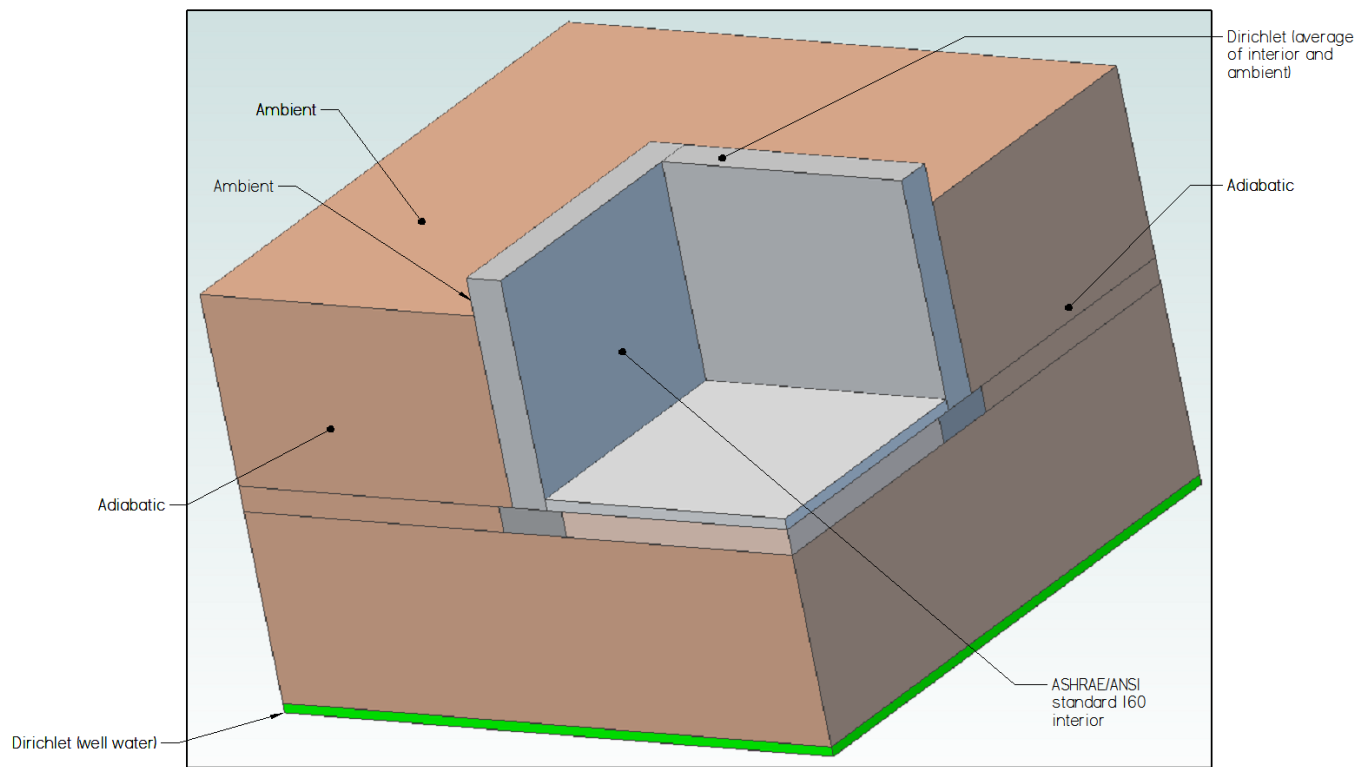 Dirichlet (average
of interior and
ambient)
Ambient
Ambient
Adiabatic
Adiabatic
ASHRAE/ANSI
standard 160
interior
Dirichlet (well water)